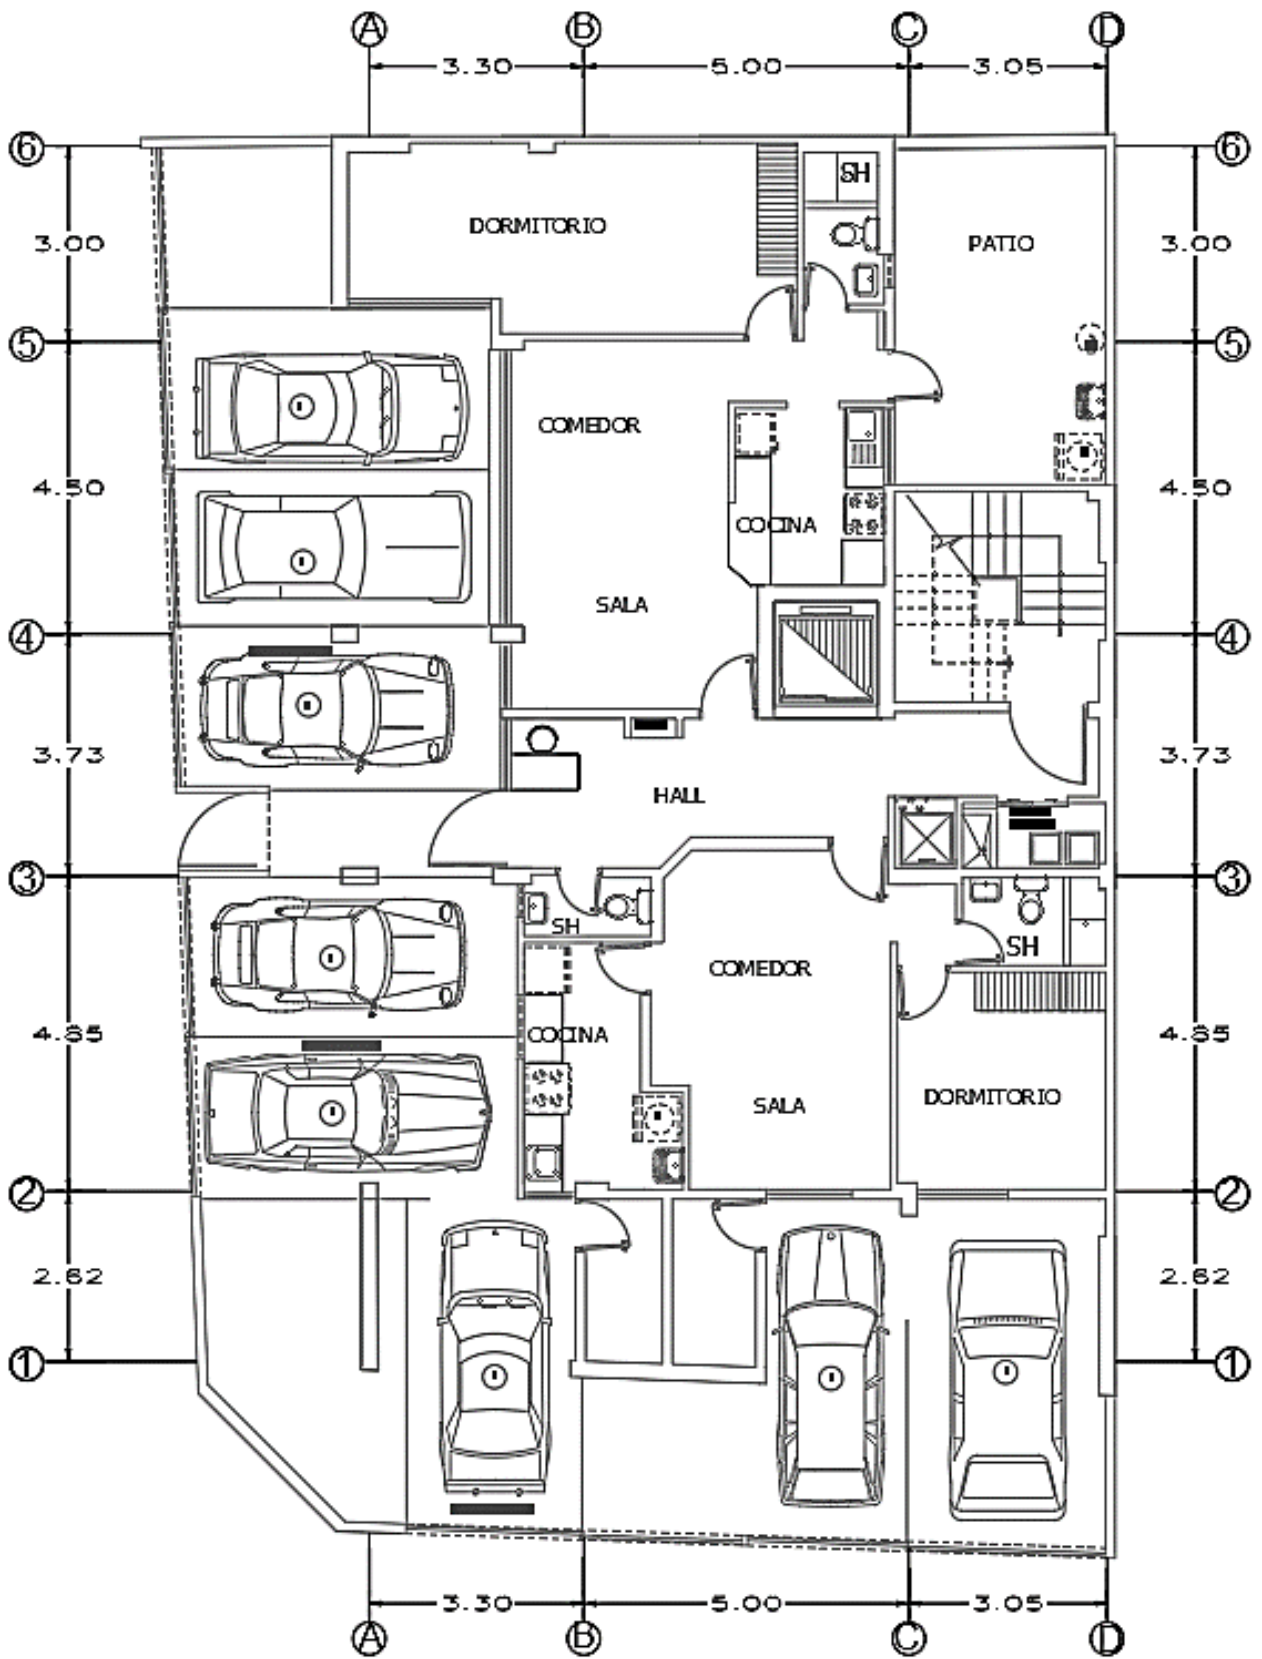 A B C D
3.30 5.00 3.05
6 6
SH
DORMITORIO
PATIO
3.00 3.00
5 5
COMEDOR
4.50 4.50
COCINA
SALA
4 4
3.73 3.73
HALL
3 3
SH
SH
COMEDOR
4.85 4.85
COCINA
DORMITORIO
SALA
2 2
2.62 2.62
1 1
3.30 5.00 3.05
A B C D